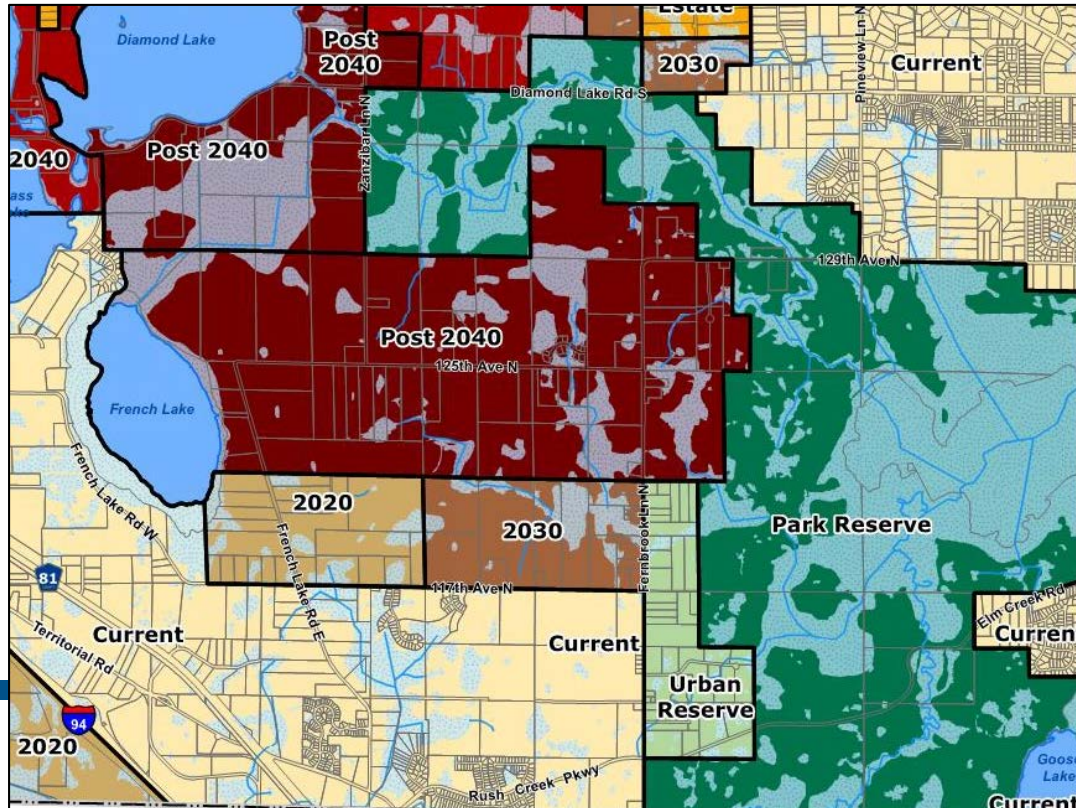 Estate
Diamond Lake
Post
2040
2030
Current
Pineview Ln N
Diamond Lake Rd S
2040
Post 2040
Zanzibar Ln N
129th Ave N
Post 2040
125th Ave N
French Lake
French Lake Rd W
2020
2030
Fernbrook Ln N
Park Reserve
81
117th Ave N
French Lake Rd E
Elm Creek Rd
Current
Territorial Rd
Current
Curren
Urban
Reserve
94
2020
Rush Creek Pkwy
Goose
Lake
Current